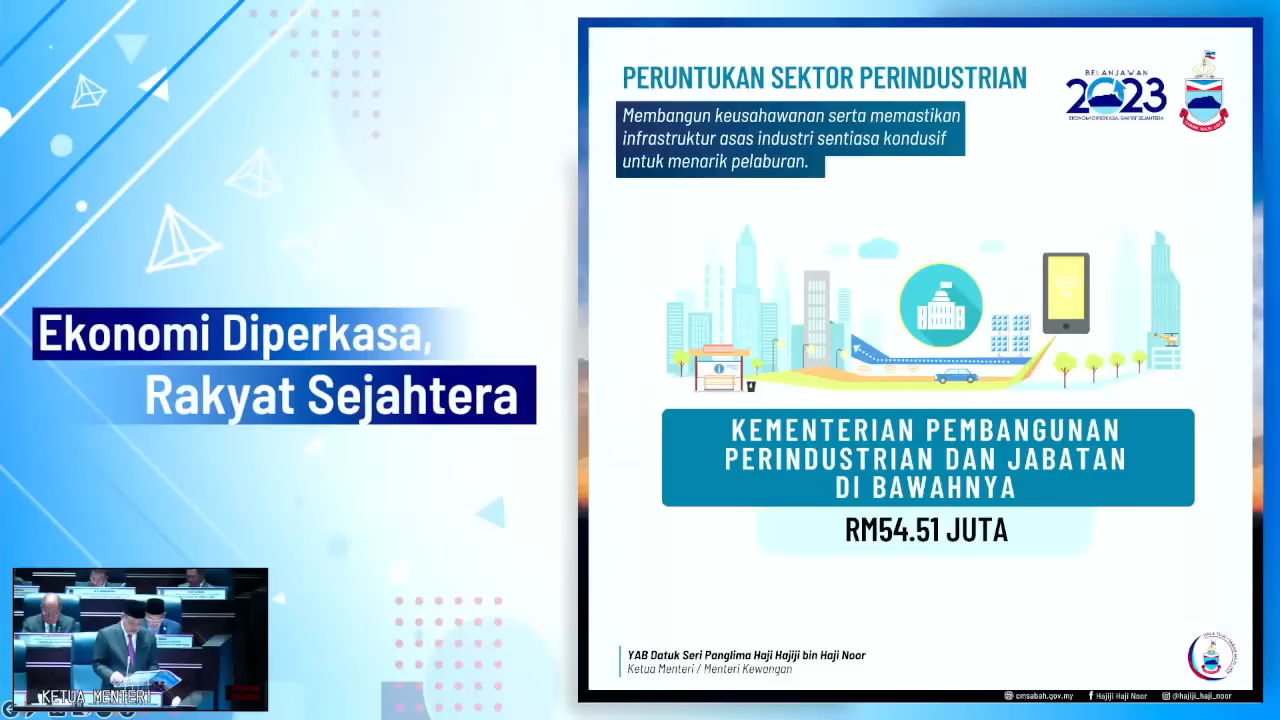 Ekonomi Diperkasa,
Rakyat Sejahtera
PERUNTUKAN SEKTOR PERINDUSTRIAN
Membangun keusahawanan serta memastikan
infrastruktur asas industri sentiasa kondusif
untuk menarik pelaburan.
BELANJAWAN
2023
EKONOMI DIPERKASA, RAKYAT SEJAHTERA
KEMENTERIAN PEMBANGUNAN
PERINDUSTRIAN DAN JABATAN
DI BAWAHNYA
RM54.51 JUTA
YAB Datuk Seri Panglima Haji Hajiji bin Haji Noor
Ketua Menteri / Menteri Kewangan
cmsabah.gov.my
Hajiji Haji Noor
@hajiji_haji_noor
KETUA MENTERI